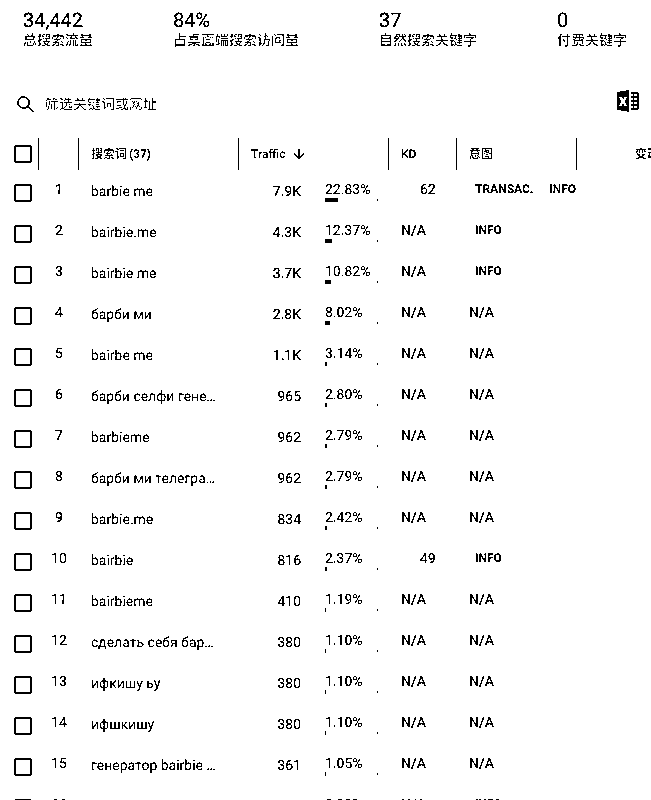 34,442 84% 37 0
总搜索流量 占桌面端搜索访问量 自然搜索关键字 付费关键字
筛选关键词或网址
搜索词 (37) Traffic ↓ KD 意图
1 barbie me 7.9K 22.83% 62 TRANSAC. INFO
2 bairbie.me 4.3K 12.37% N/A INFO
3 bairbie me 3.7K 10.82% N/A INFO
4 барби ми 2.8K 8.02% N/A N/A
5 bairbe me 1.1K 3.14% N/A N/A
6 барби селфи гене... 965 2.80% N/A N/A
7 barbieme 962 2.79% N/A N/A
8 барби ми телегра... 962 2.79% N/A N/A
9 barbie.me 834 2.42% N/A N/A
10 bairbie 816 2.37% 49 INFO
11 bairbieme 410 1.19% N/A N/A
12 сделать себя бар... 380 1.10% N/A N/A
13 ифкишу ьу 380 1.10% N/A N/A
14 ифшкишу 380 1.10% N/A N/A
15 генератор bairbie ... 361 1.05% N/A N/A